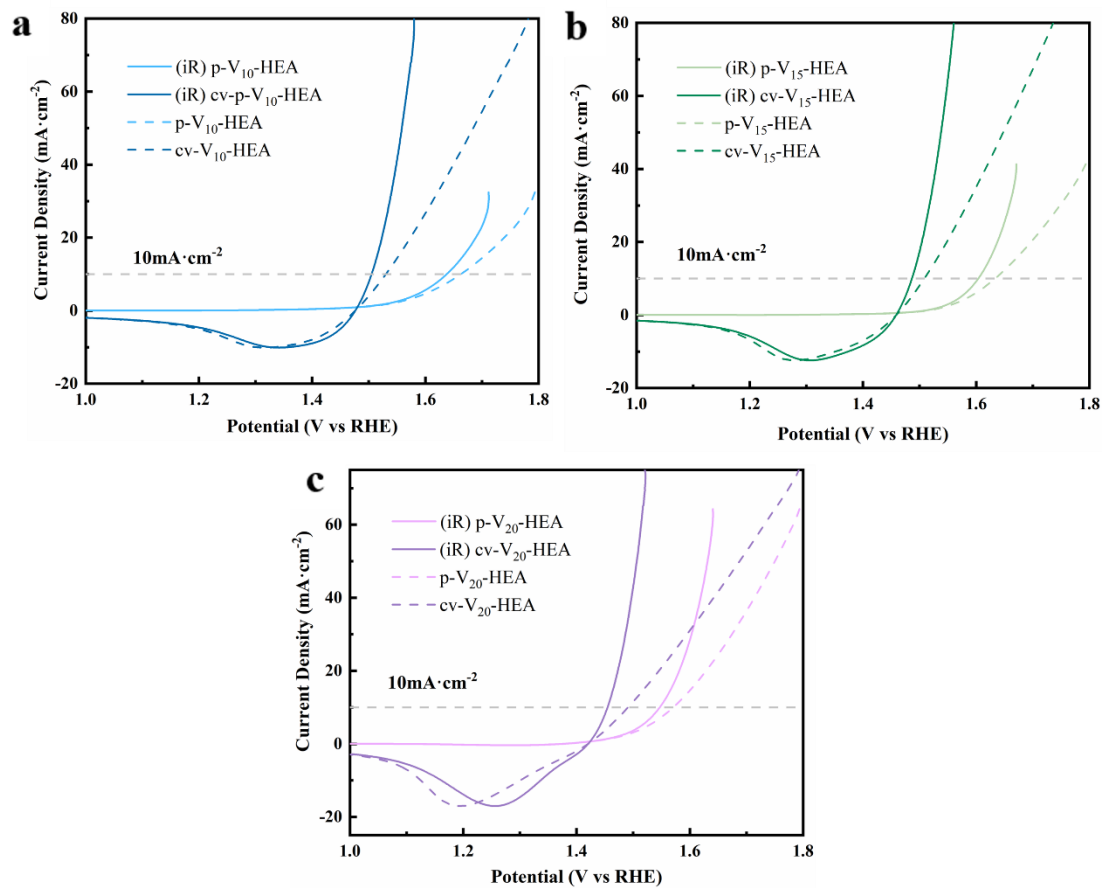 a
80
60
40
20
0
-20
Current Density (mA·cm⁻²)
(iR) p-V₁₀-HEA
(iR) cv-p-V₁₀-HEA
p-V₁₀-HEA
cv-V₁₀-HEA
10mA·cm⁻²
1.0 1.2 1.4 1.6 1.8
Potential (V vs RHE)
b
80
60
40
20
0
-20
Current Density (mA·cm⁻²)
(iR) p-V₁₅-HEA
(iR) cv-V₁₅-HEA
p-V₁₅-HEA
cv-V₁₅-HEA
10mA·cm⁻²
1.0 1.2 1.4 1.6 1.8
Potential (V vs RHE)
c
60
40
20
0
-20
Current Density (mA·cm⁻²)
(iR) p-V₂₀-HEA
(iR) cv-V₂₀-HEA
p-V₂₀-HEA
cv-V₂₀-HEA
10mA·cm⁻²
1.0 1.2 1.4 1.6 1.8
Potential (V vs RHE)